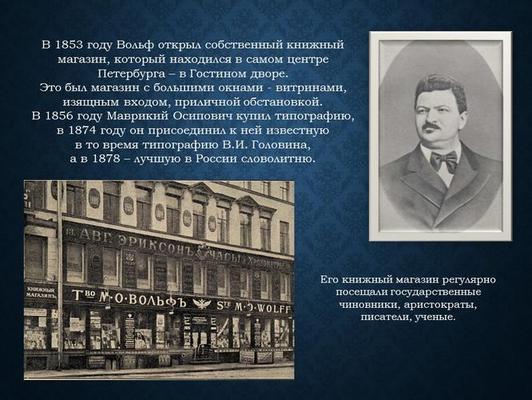 В 1853 году Вольф открыл собственный книжный
магазин, который находился в самом центре
Петербурга – в Гостином дворе.
Это был магазин с большими окнами - витринами,
изящным входом, приличной обстановкой.
В 1856 году Маврикий Осипович купил типографию,
в 1874 году он присоединил к ней известную
в то время типографию В.И. Головина,
а в 1878 – лучшую в России словолитню.
АВГ. ЭРИКСОНЪ ЧАСЫ
КНИЖНЫЙ
МАГАЗИНЪ
Тво М.О.ВОЛЬФЪ Sté M.O.WOLFF
Его книжный магазин регулярно
посещали государственные
чиновники, аристократы,
писатели, ученые.